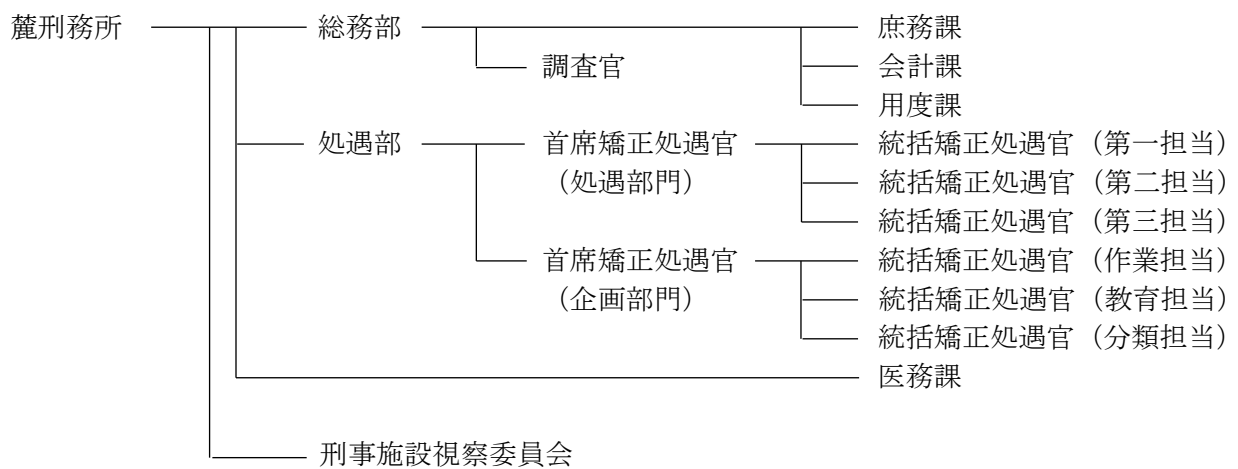 麓刑務所 総務部 庶務課
調査官 会計課
用度課
処遇部 首席矯正処遇官 統括矯正処遇官（第一担当）
（処遇部門） 統括矯正処遇官（第二担当）
統括矯正処遇官（第三担当）
首席矯正処遇官 統括矯正処遇官（作業担当）
（企画部門） 統括矯正処遇官（教育担当）
統括矯正処遇官（分類担当）
医務課
刑事施設視察委員会